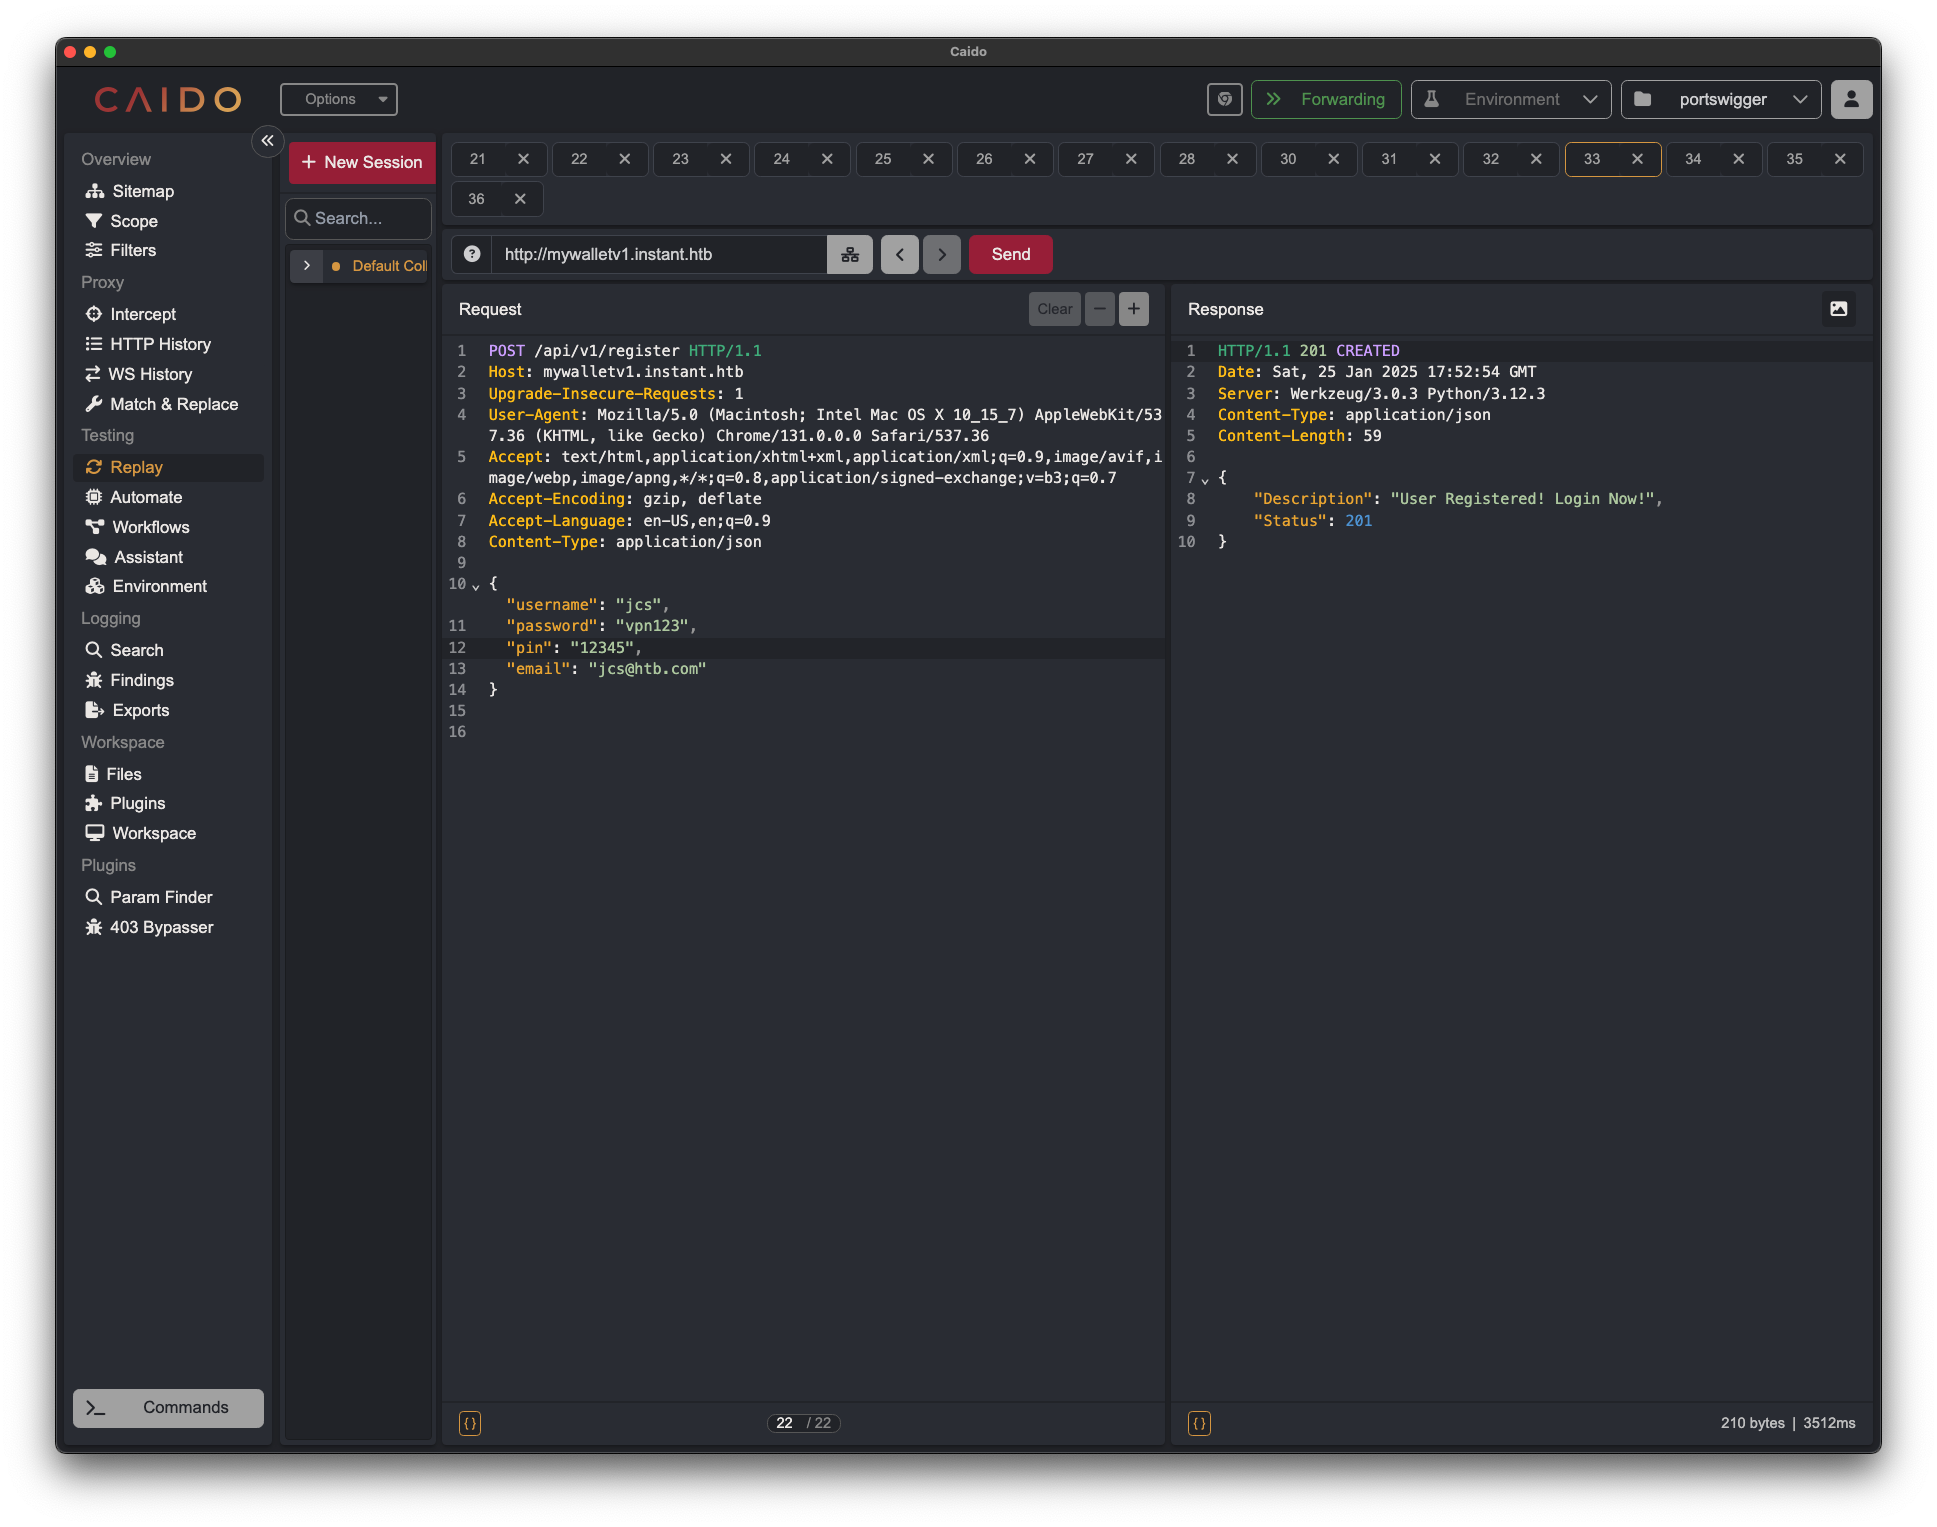 Caido
CAIDO
Options
Forwarding
Environment
portswigger
Overview
Sitemap
Scope
Filters
Proxy
Intercept
HTTP History
WS History
Match & Replace
Testing
Replay
Automate
Workflows
Assistant
Environment
Logging
Search
Findings
Exports
Workspace
Files
Plugins
Workspace
Plugins
Param Finder
403 Bypasser
Commands
+ New Session
Search...
Default Coll
21 22 23 24 25 26 27 28 30 31 32 33 34 35
36
http://mywalletv1.instant.htb
Send
Request
Clear
1 POST /api/v1/register HTTP/1.1
2 Host: mywalletv1.instant.htb
3 Upgrade-Insecure-Requests: 1
4 User-Agent: Mozilla/5.0 (Macintosh; Intel Mac OS X 10_15_7) AppleWebKit/53
7.36 (KHTML, like Gecko) Chrome/131.0.0.0 Safari/537.36
5 Accept: text/html,application/xhtml+xml,application/xml;q=0.9,image/avif,i
mage/webp,image/apng,*/*;q=0.8,application/signed-exchange;v=b3;q=0.7
6 Accept-Encoding: gzip, deflate
7 Accept-Language: en-US,en;q=0.9
8 Content-Type: application/json
9
10 {
"username": "jcs",
11 "password": "vpn123",
12 "pin": "12345",
13 "email": "jcs@htb.com"
14 }
15
16
{} 22 / 22
Response
1 HTTP/1.1 201 CREATED
2 Date: Sat, 25 Jan 2025 17:52:54 GMT
3 Server: Werkzeug/3.0.3 Python/3.12.3
4 Content-Type: application/json
5 Content-Length: 59
6
7 {
8 "Description": "User Registered! Login Now!",
9 "Status": 201
10 }
{} 210 bytes | 3512ms